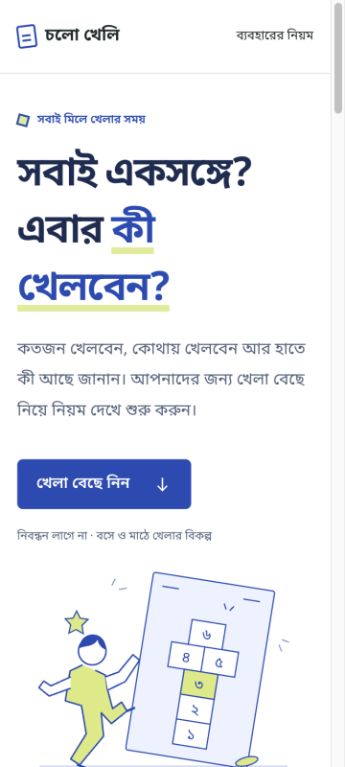 চলো খেলি
ব্যবহারের নিয়ম
সবাই মিলে খেলার সময়
সবাই একসঙ্গে?
এবার কী
খেলবেন?
কতজন খেলবেন, কোথায় খেলবেন আর হাতে
কী আছে জানান। আপনাদের জন্য খেলা বেছে
নিয়ে নিয়ম দেখে শুরু করুন।
খেলা বেছে নিন ↓
নিবন্ধন লাগে না · বসে ও মাঠে খেলার বিকল্প
৬
৪ ৫
৩
২
১